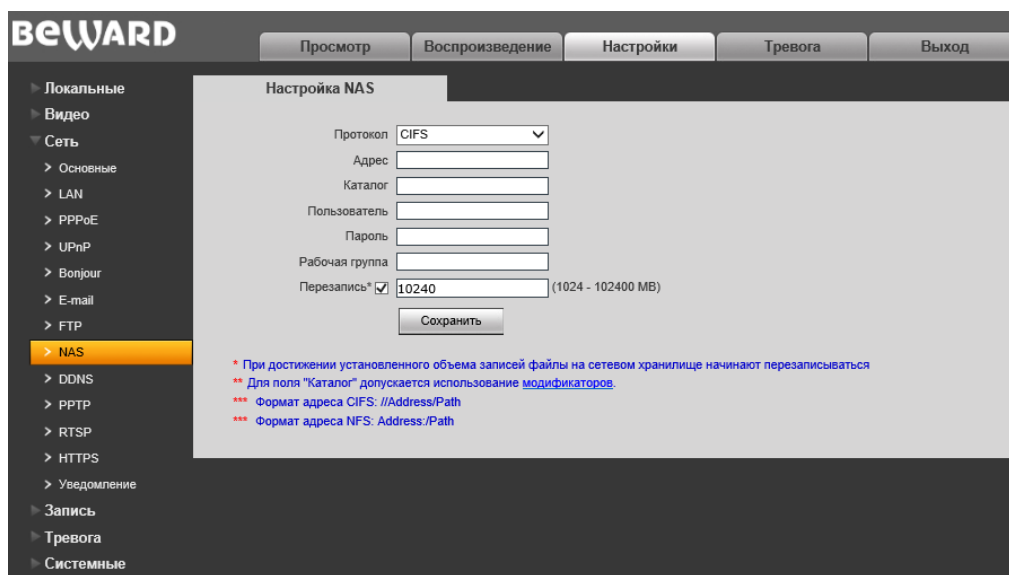 BEWARD
Просмотр Воспроизведение Настройки Тревога Выход
Локальные
Видео
Сеть
Основные
LAN
PPPoE
UPnP
Bonjour
E-mail
FTP
NAS
DDNS
PPTP
RTSP
HTTPS
Уведомление
Запись
Тревога
Системные
Настройка NAS
Протокол CIFS
Адрес
Каталог
Пользователь
Пароль
Рабочая группа
Перезапись* 10240 (1024 - 102400 MB)
Сохранить
* При достижении установленного объема записей файлы на сетевом хранилище начинают перезаписываться
** Для поля "Каталог" допускается использование модификаторов.
*** Формат адреса CIFS: //Address/Path
*** Формат адреса NFS: Address:/Path